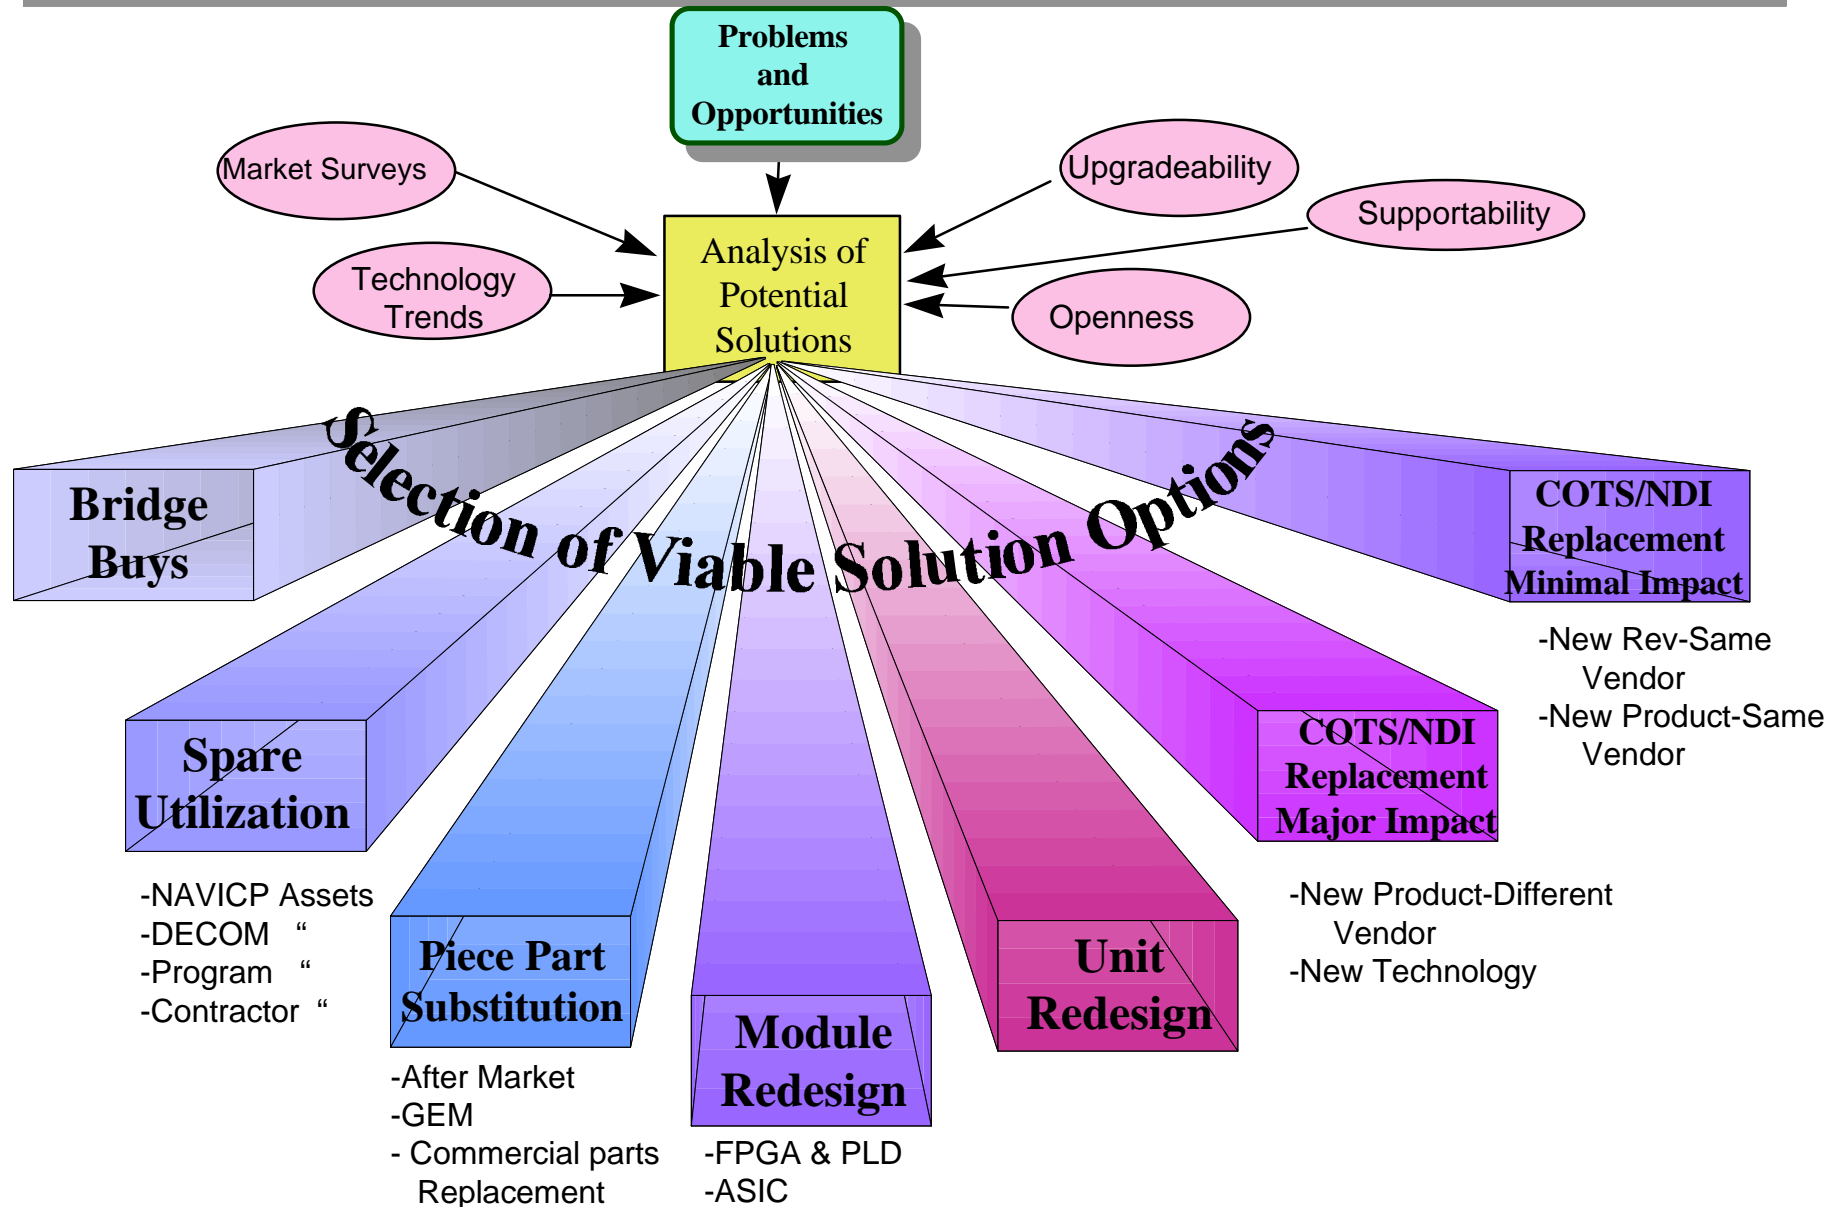 Problems
and
Opportunities
Market Surveys
Upgradeability
Supportability
Technology
Trends
Openness
Analysis of
Potential
Solutions
Selection of Viable Solution Options
Bridge
Buys
Spare
Utilization
-NAVICP Assets
-DECOM “
-Program “
-Contractor “
Piece Part
Substitution
-After Market
-GEM
- Commercial parts
Replacement
Module
Redesign
-FPGA & PLD
-ASIC
Unit
Redesign
COTS/NDI
Replacement
Major Impact
-New Product-Different
Vendor
-New Technology
COTS/NDI
Replacement
Minimal Impact
-New Rev-Same
Vendor
-New Product-Same
Vendor